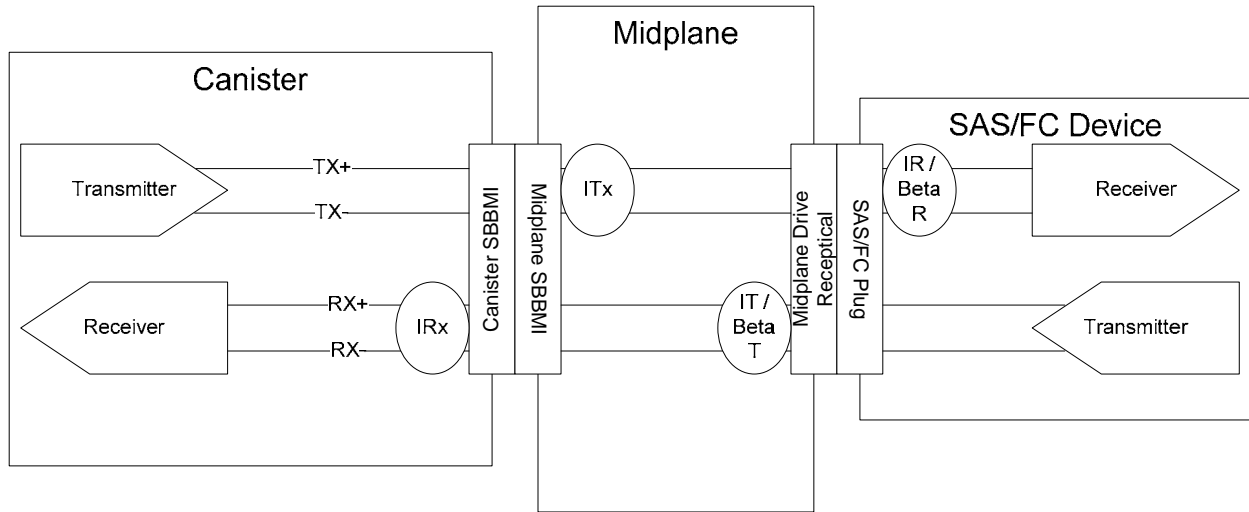 Midplane
Canister
SAS/FC Device
Transmitter
TX+
TX-
Canister SBBMI
Midplane SBBMI
ITx
Midplane Drive
Receptical
SAS/FC Plug
IR /
Beta
R
Receiver
Receiver
RX+
RX-
IRx
IT /
Beta
T
Transmitter